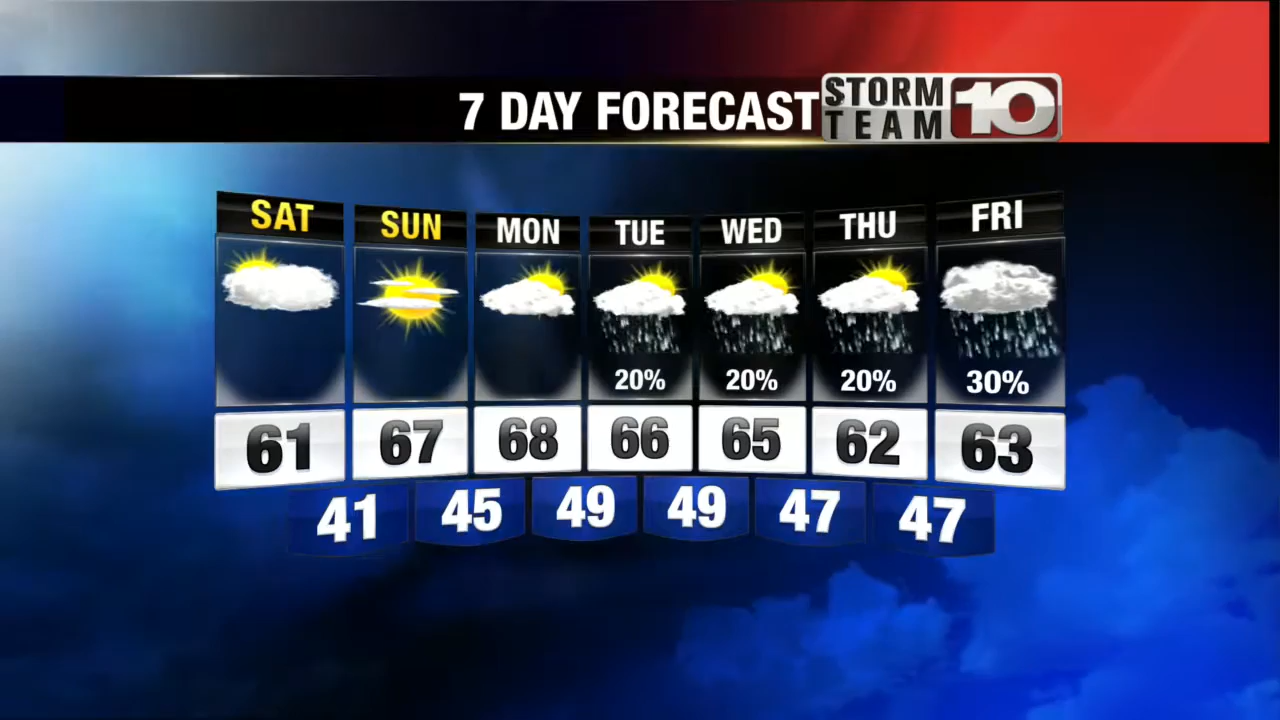 7 DAY FORECAST STORM TEAM 10
SAT SUN MON TUE WED THU FRI
20% 20% 20% 30%
61 67 68 66 65 62 63
41 45 49 49 47 47